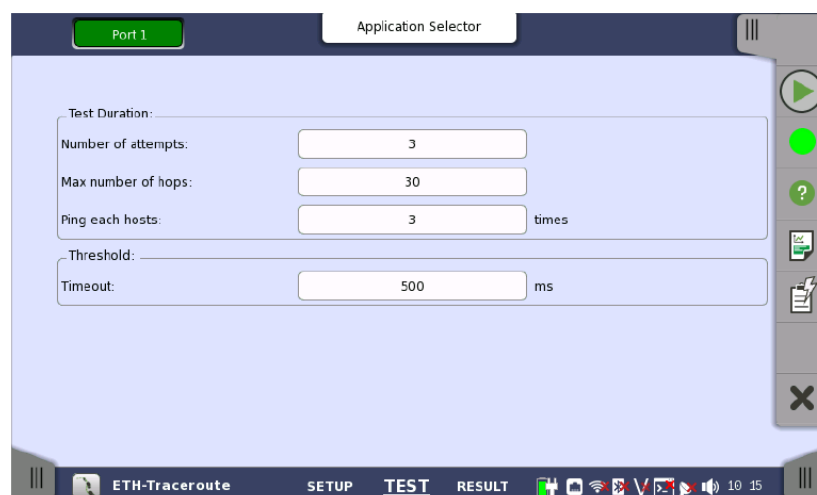 Port 1
Application Selector
Test Duration:
Number of attempts: 3
Max number of hops: 30
Ping each hosts: 3 times
Threshold:
Timeout: 500 ms
ETH-Traceroute SETUP TEST RESULT 10 15